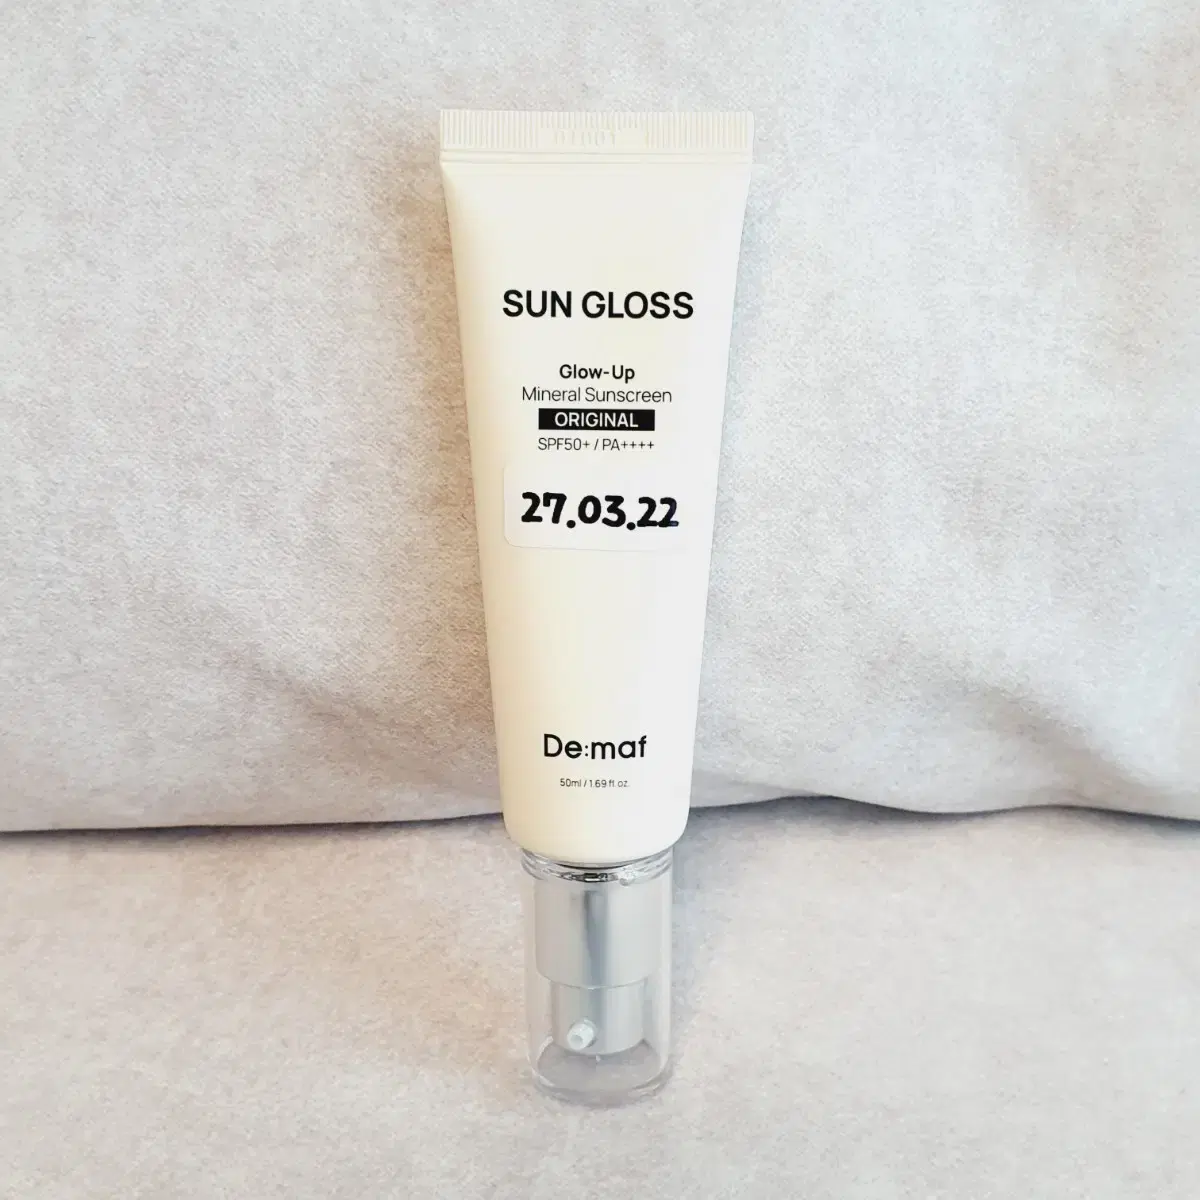 SUN GLOSS
Glow-Up
Mineral Sunscreen
ORIGINAL
SPF50+ / PA++++
27.03.22
De:maf
50ml / 1.69 fl. oz.